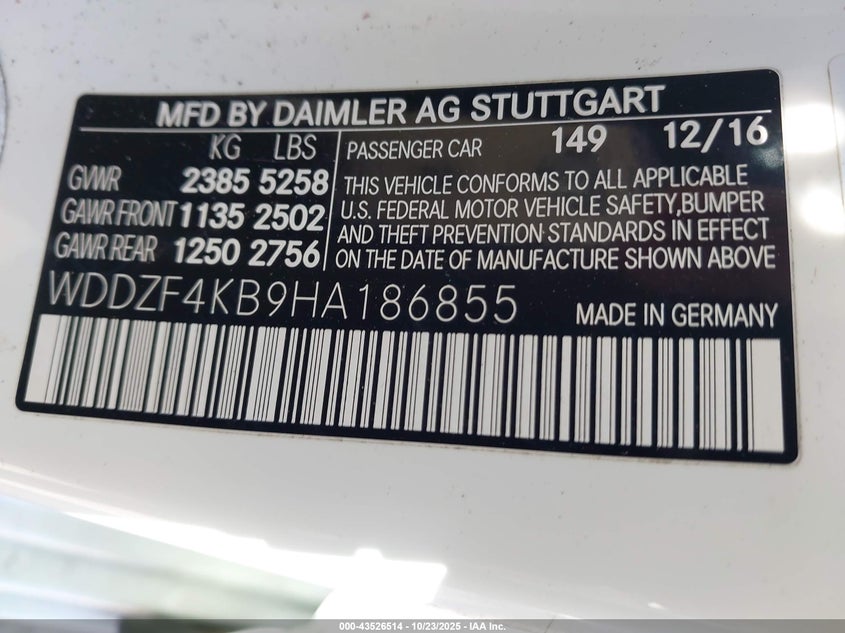 MFD BY DAIMLER AG STUTTGART
KG LBS
GVWR 2385 5258
GAWR FRONT 1135 2502
GAWR REAR 1250 2756
PASSENGER CAR 149 12/16
THIS VEHICLE CONFORMS TO ALL APPLICABLE
U.S. FEDERAL MOTOR VEHICLE SAFETY,BUMPER
AND THEFT PREVENTION STANDARDS IN EFFECT
ON THE DATE OF MANUFACTURE SHOWN ABOVE
WDDZF4KB9HA186855 MADE IN GERMANY
000-43526514 - 10/23/2025 - IAA Inc.